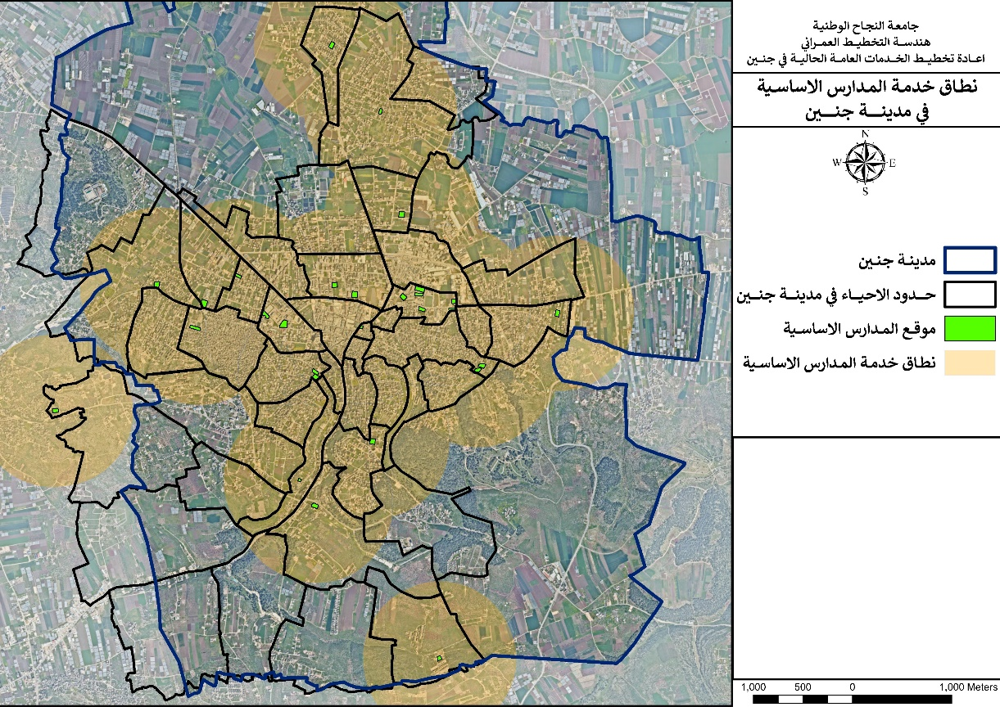 جامعة النجاح الوطنية
هندسة التخطيط العمراني
اعادة تخطيط الخدمات العامة الحالية في جنين
نطاق خدمة المدارس الاساسية
في مدينة جنين
N
W E
S
مدينة جنين
حدود الاحياء في مدينة جنين
موقع المدارس الاساسية
نطاق خدمة المدارس الاساسية
1,000 500 0 1,000 Meters